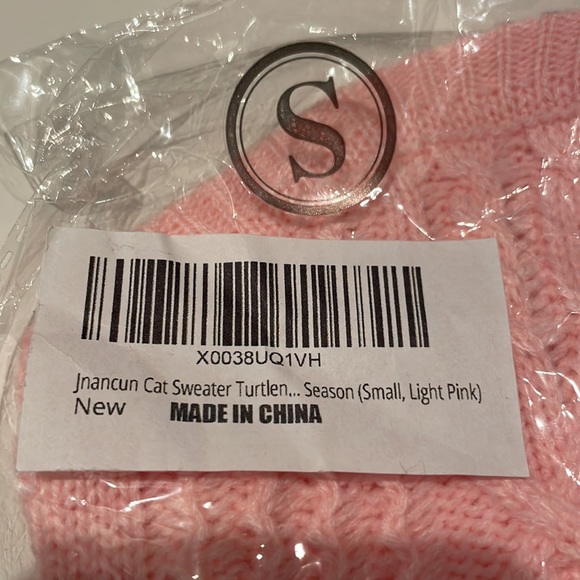 S
X0038UQ1VH
Jnancun Cat Sweater Turtlen... Season (Small, Light Pink)
New MADE IN CHINA